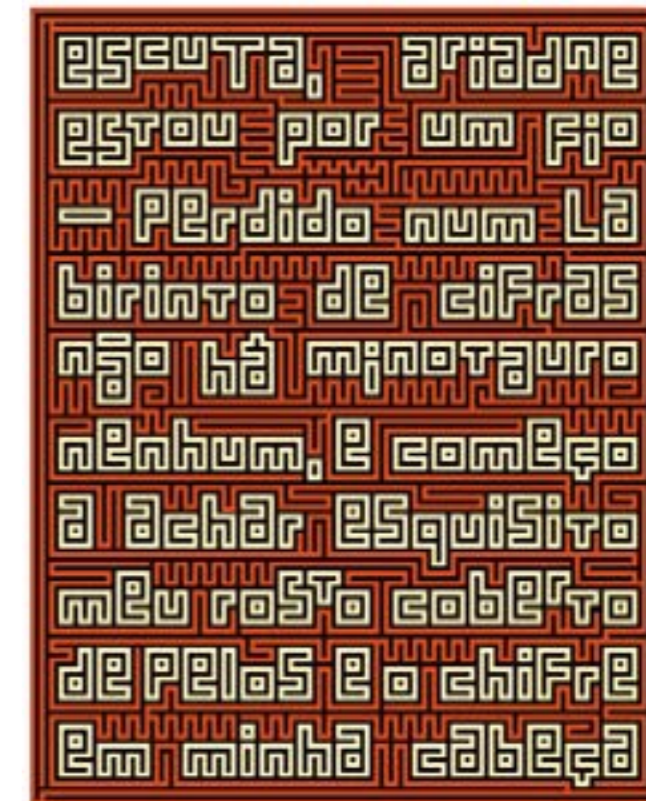 escuta, ariadne
estou por um fio
— perdido num la
birinto de cifras
não há minotauro
nenhum, e começo
a achar esquisito
meu rosto coberto
de pelos e o chifre
em minha cabeça